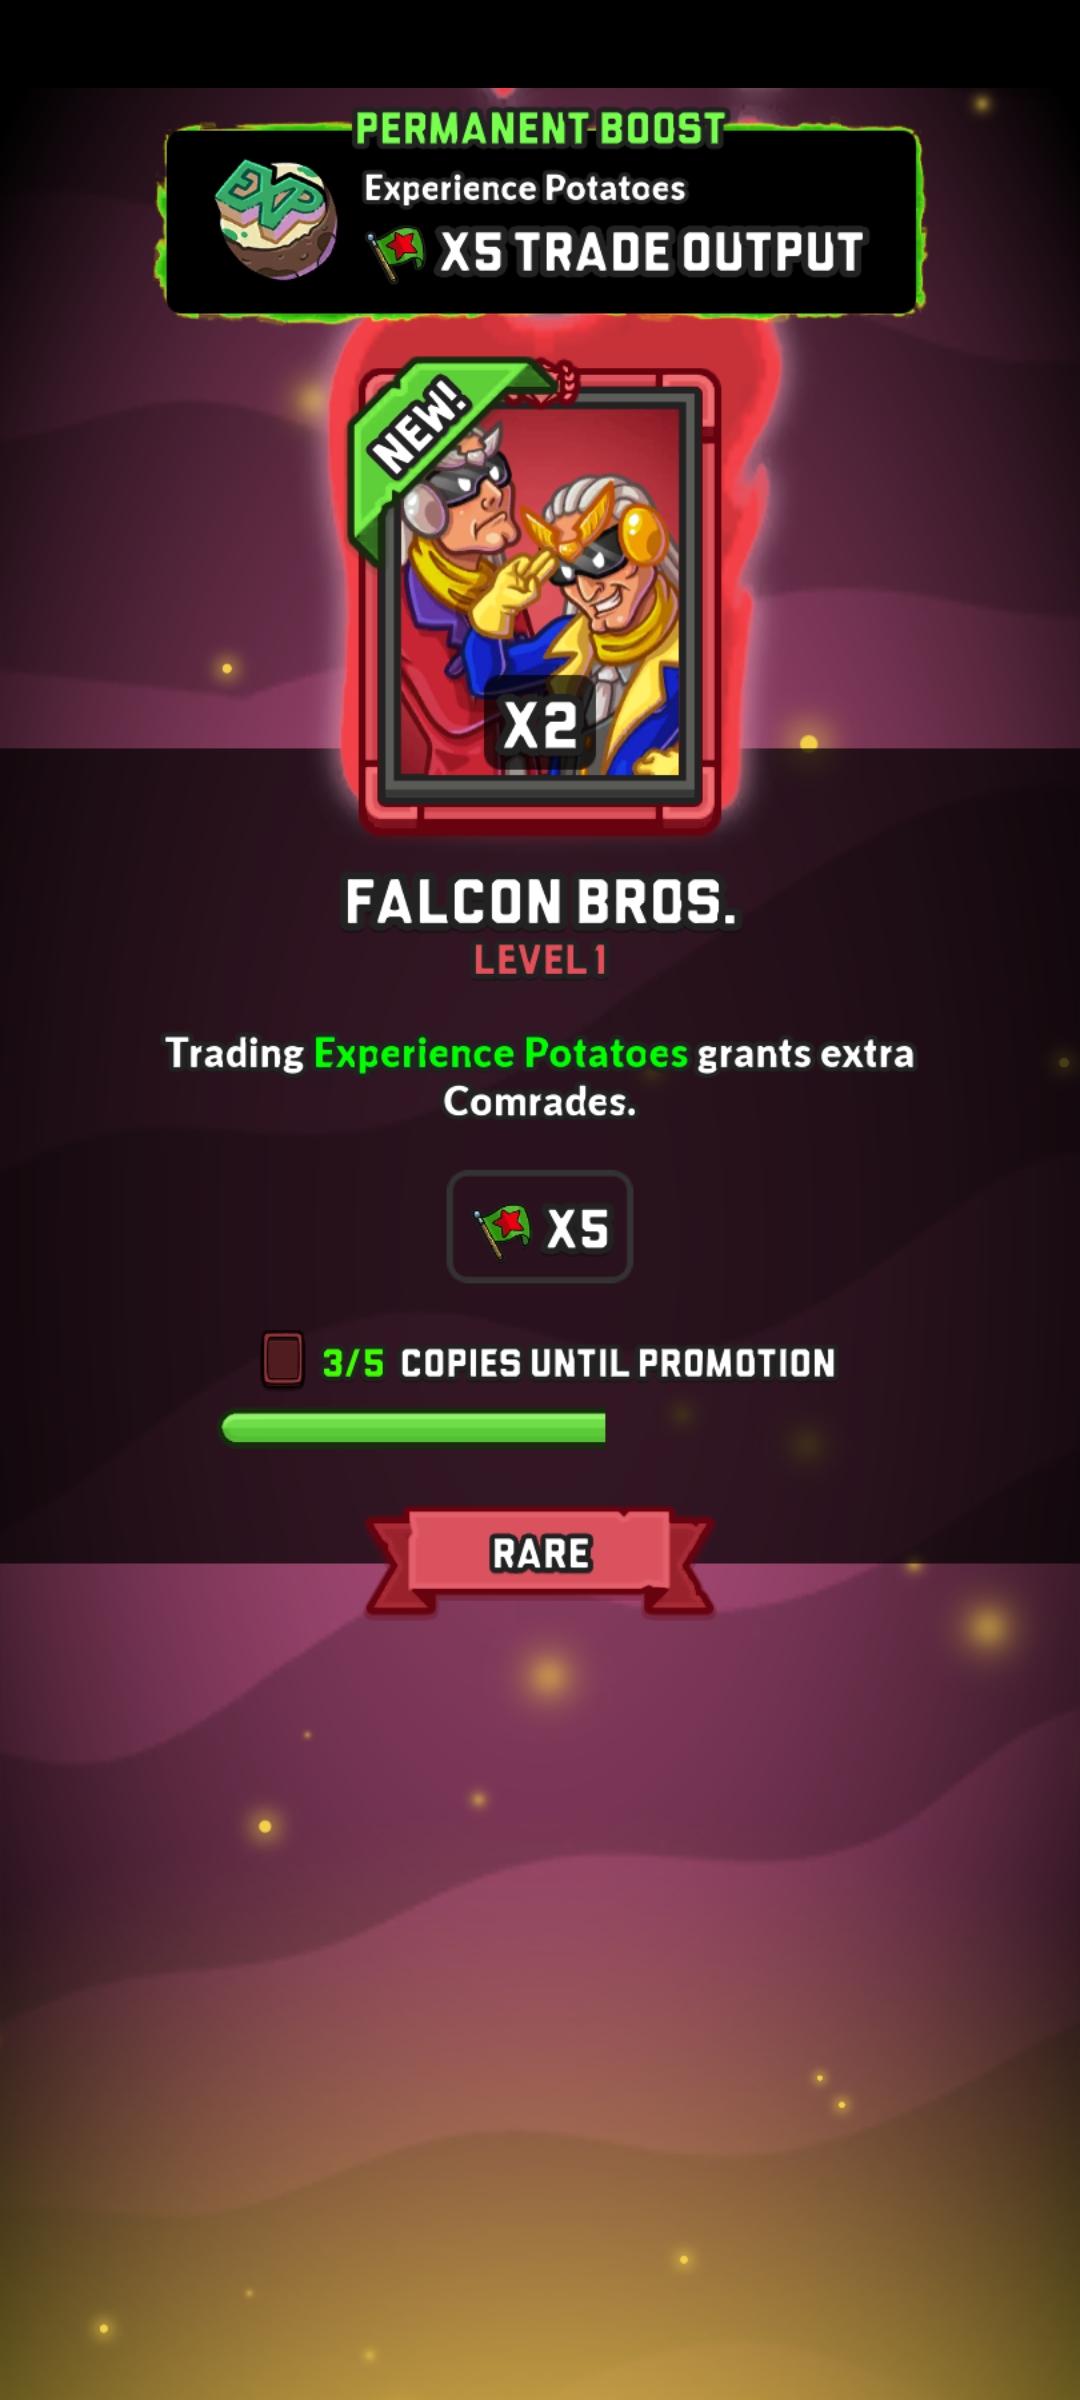 PERMANENT BOOST
EXP
Experience Potatoes
X5 TRADE OUTPUT
NEW!
X2
FALCON BROS.
LEVEL 1
Trading Experience Potatoes grants extra
Comrades.
X5
3/5 COPIES UNTIL PROMOTION
RARE